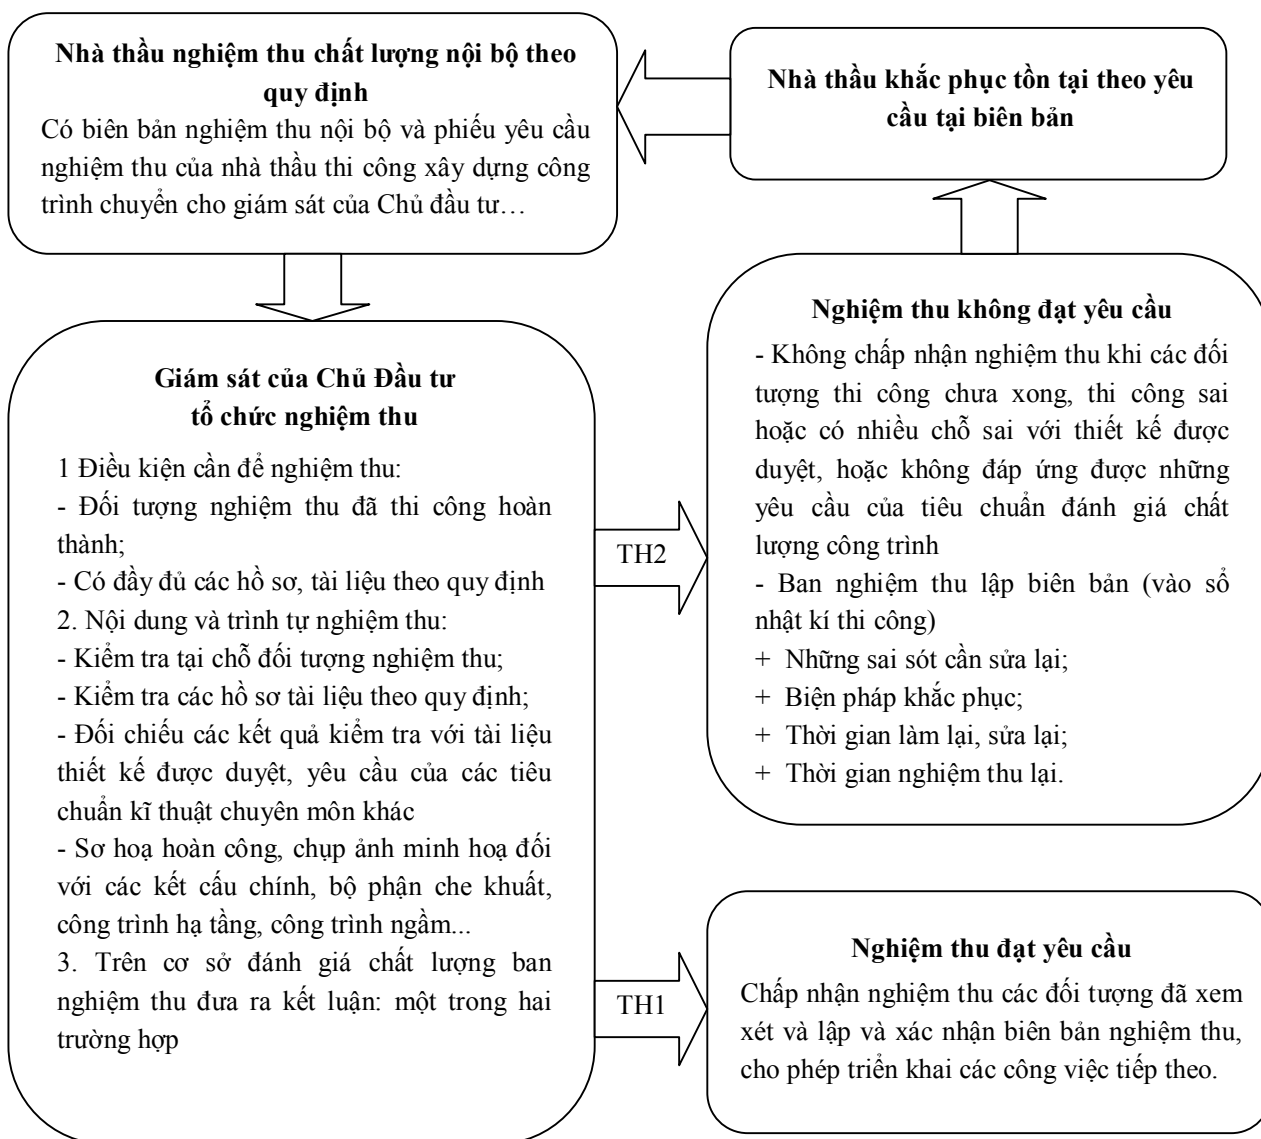 Nhà thầu nghiệm thu chất lượng nội bộ theo
quy định
Có biên bản nghiệm thu nội bộ và phiếu yêu cầu
nghiệm thu của nhà thầu thi công xây dựng công
trình chuyển cho giám sát của Chủ đầu tư…
Nhà thầu khắc phục tồn tại theo yêu
cầu tại biên bản
Giám sát của Chủ Đầu tư
tổ chức nghiệm thu
1 Điều kiện cần để nghiệm thu:
- Đối tượng nghiệm thu đã thi công hoàn
thành;
- Có đầy đủ các hồ sơ, tài liệu theo quy định
2. Nội dung và trình tự nghiệm thu:
- Kiểm tra tại chỗ đối tượng nghiệm thu;
- Kiểm tra các hồ sơ tài liệu theo quy định;
- Đối chiếu các kết quả kiểm tra với tài liệu
thiết kế được duyệt, yêu cầu của các tiêu
chuẩn kĩ thuật chuyên môn khác
- Sơ hoạ hoàn công, chụp ảnh minh hoạ đối
với các kết cấu chính, bộ phận che khuất,
công trình hạ tầng, công trình ngầm...
3. Trên cơ sở đánh giá chất lượng ban
nghiệm thu đưa ra kết luận: một trong hai
trường hợp
TH2
Nghiệm thu không đạt yêu cầu
- Không chấp nhận nghiệm thu khi các đối
tượng thi công chưa xong, thi công sai
hoặc có nhiều chỗ sai với thiết kế được
duyệt, hoặc không đáp ứng được những
yêu cầu của tiêu chuẩn đánh giá chất
lượng công trình
- Ban nghiệm thu lập biên bản (vào sổ
nhật kí thi công)
+ Những sai sót cần sửa lại;
+ Biện pháp khắc phục;
+ Thời gian làm lại, sửa lại;
+ Thời gian nghiệm thu lại.
TH1
Nghiệm thu đạt yêu cầu
Chấp nhận nghiệm thu các đối tượng đã xem
xét và lập và xác nhận biên bản nghiệm thu,
cho phép triển khai các công việc tiếp theo.